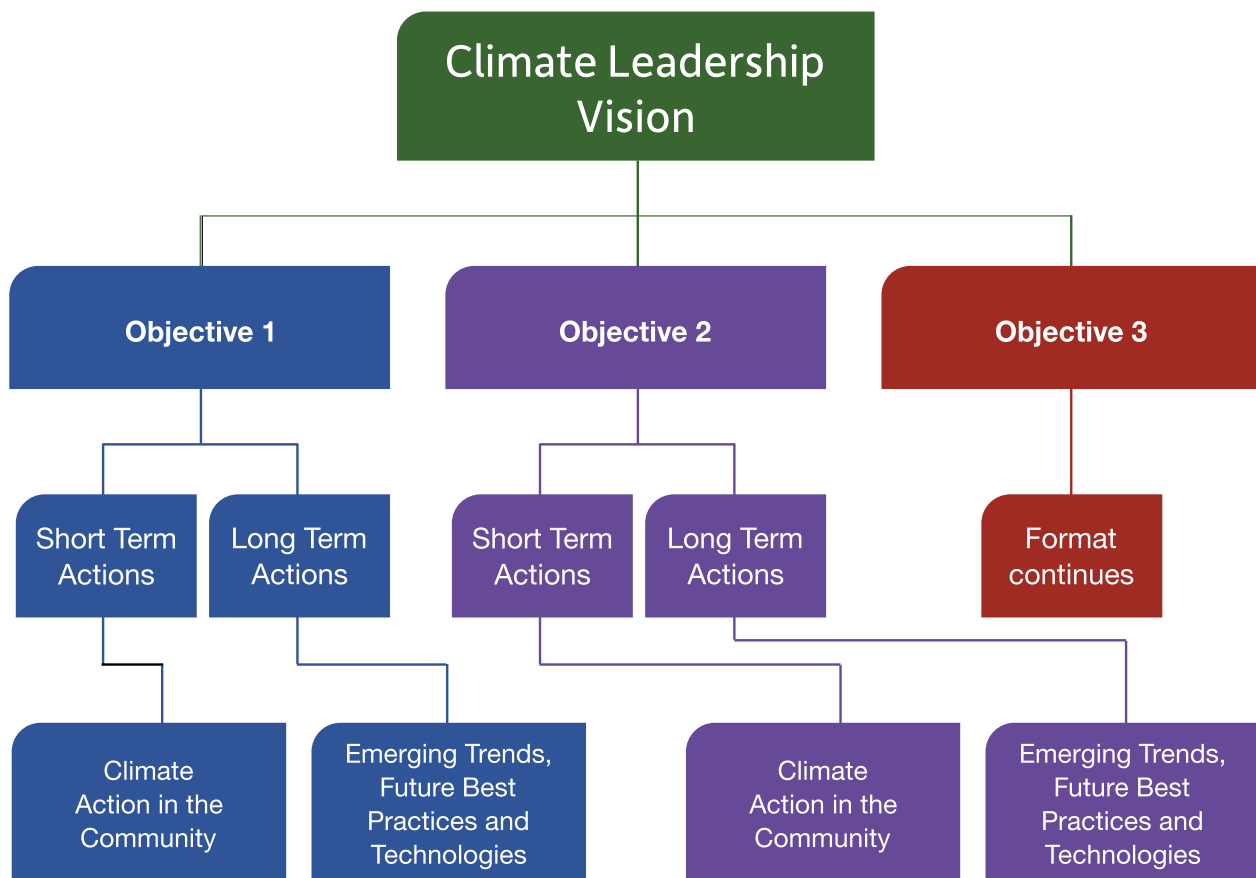 Climate Leadership
Vision
Objective 1
Objective 2
Objective 3
Short Term
Actions
Long Term
Actions
Short Term
Actions
Long Term
Actions
Format
continues
Climate
Action in the
Community
Emerging Trends,
Future Best
Practices and
Technologies
Climate
Action in the
Community
Emerging Trends,
Future Best
Practices and
Technologies